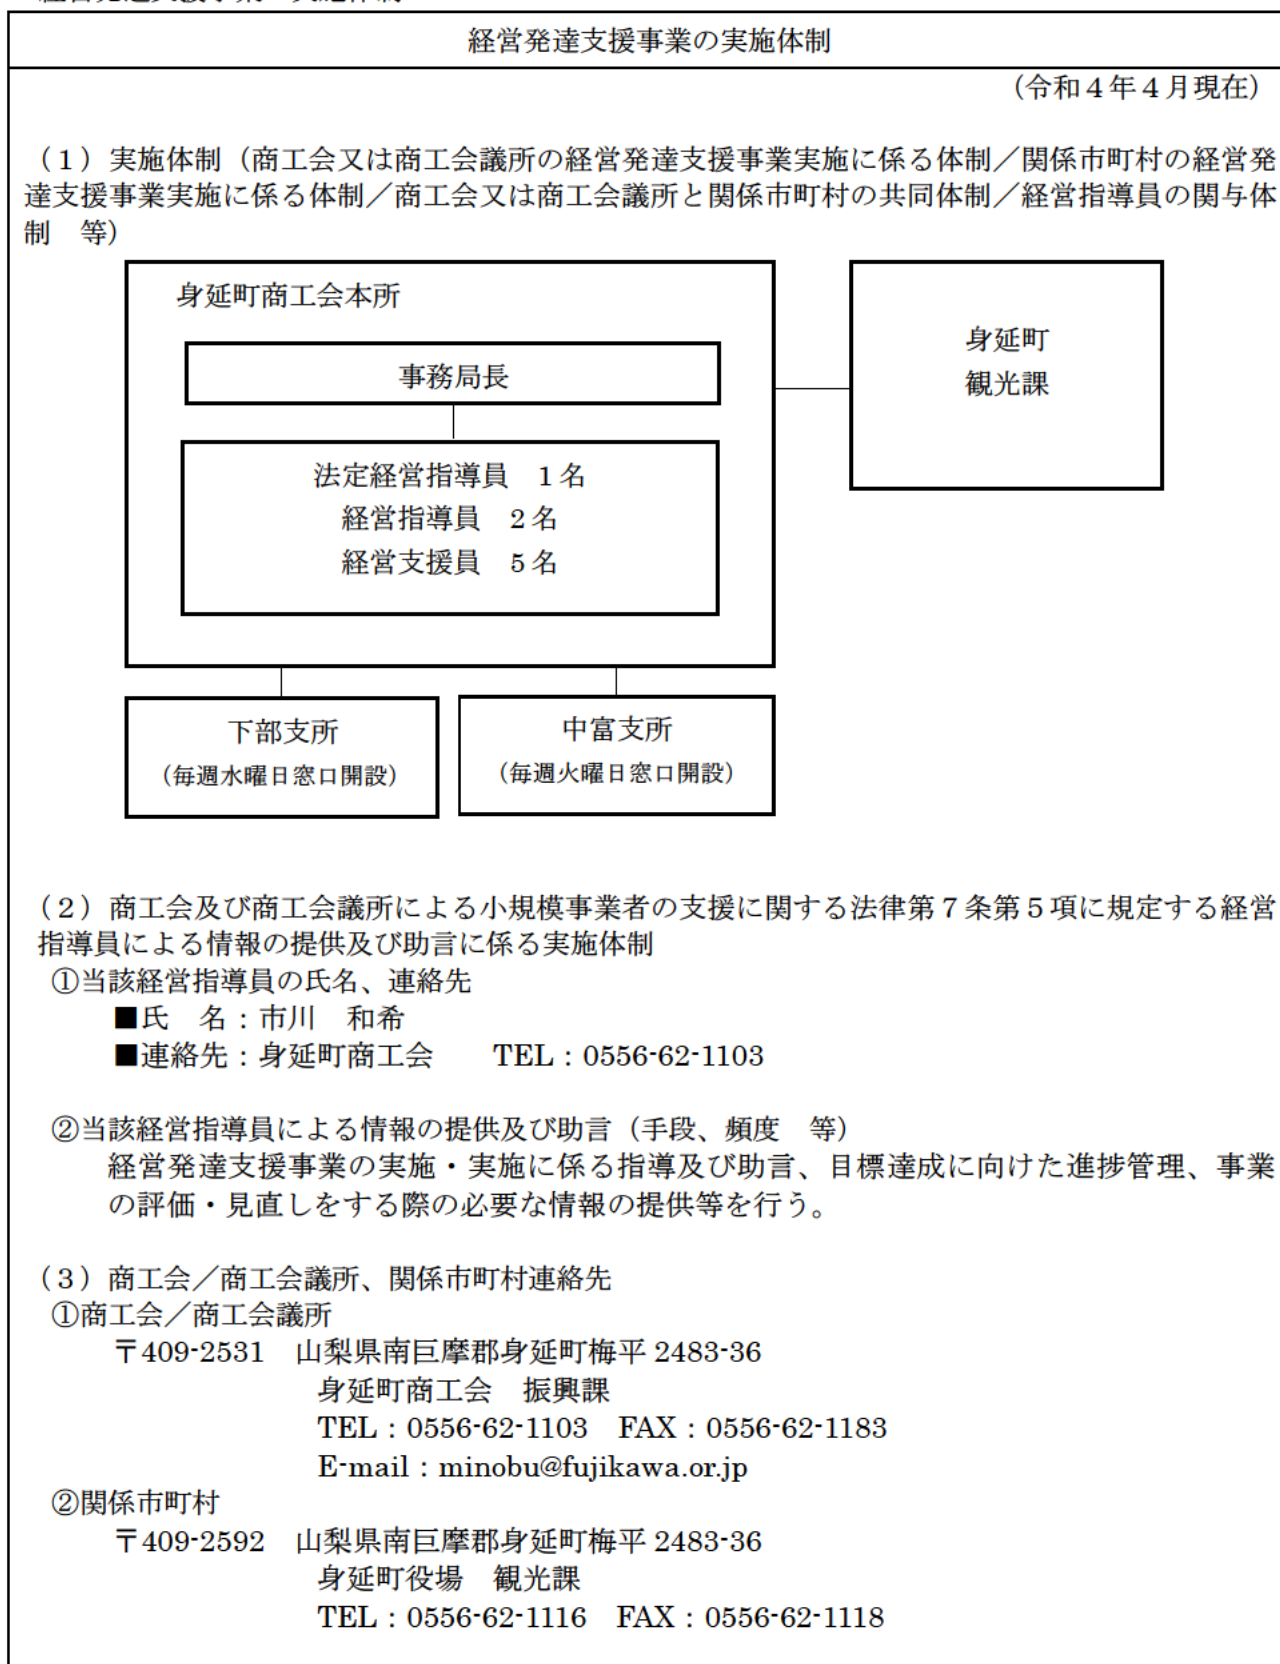 経営発達支援事業の実施体制
（令和４年４月現在）
（１）実施体制（商工会又は商工会議所の経営発達支援事業実施に係る体制／関係市町村の経営発
達支援事業実施に係る体制／商工会又は商工会議所と関係市町村の共同体制／経営指導員の関与体
制　等）
身延町商工会本所
事務局長
法定経営指導員　１名
経営指導員　２名
経営支援員　５名
身延町
観光課
下部支所
（毎週水曜日窓口開設）
中富支所
（毎週火曜日窓口開設）
（２）商工会及び商工会議所による小規模事業者の支援に関する法律第７条第５項に規定する経営
指導員による情報の提供及び助言に係る実施体制
①当該経営指導員の氏名、連絡先
■氏　名：市川　和希
■連絡先：身延町商工会　　TEL：0556-62-1103
②当該経営指導員による情報の提供及び助言（手段、頻度　等）
経営発達支援事業の実施・実施に係る指導及び助言、目標達成に向けた進捗管理、事業
の評価・見直しをする際の必要な情報の提供等を行う。
（３）商工会／商工会議所、関係市町村連絡先
①商工会／商工会議所
〒409-2531　山梨県南巨摩郡身延町梅平 2483-36
身延町商工会　振興課
TEL：0556-62-1103　FAX：0556-62-1183
E-mail：minobu@fujikawa.or.jp
②関係市町村
〒409-2592　山梨県南巨摩郡身延町梅平 2483-36
身延町役場　観光課
TEL：0556-62-1116　FAX：0556-62-1118